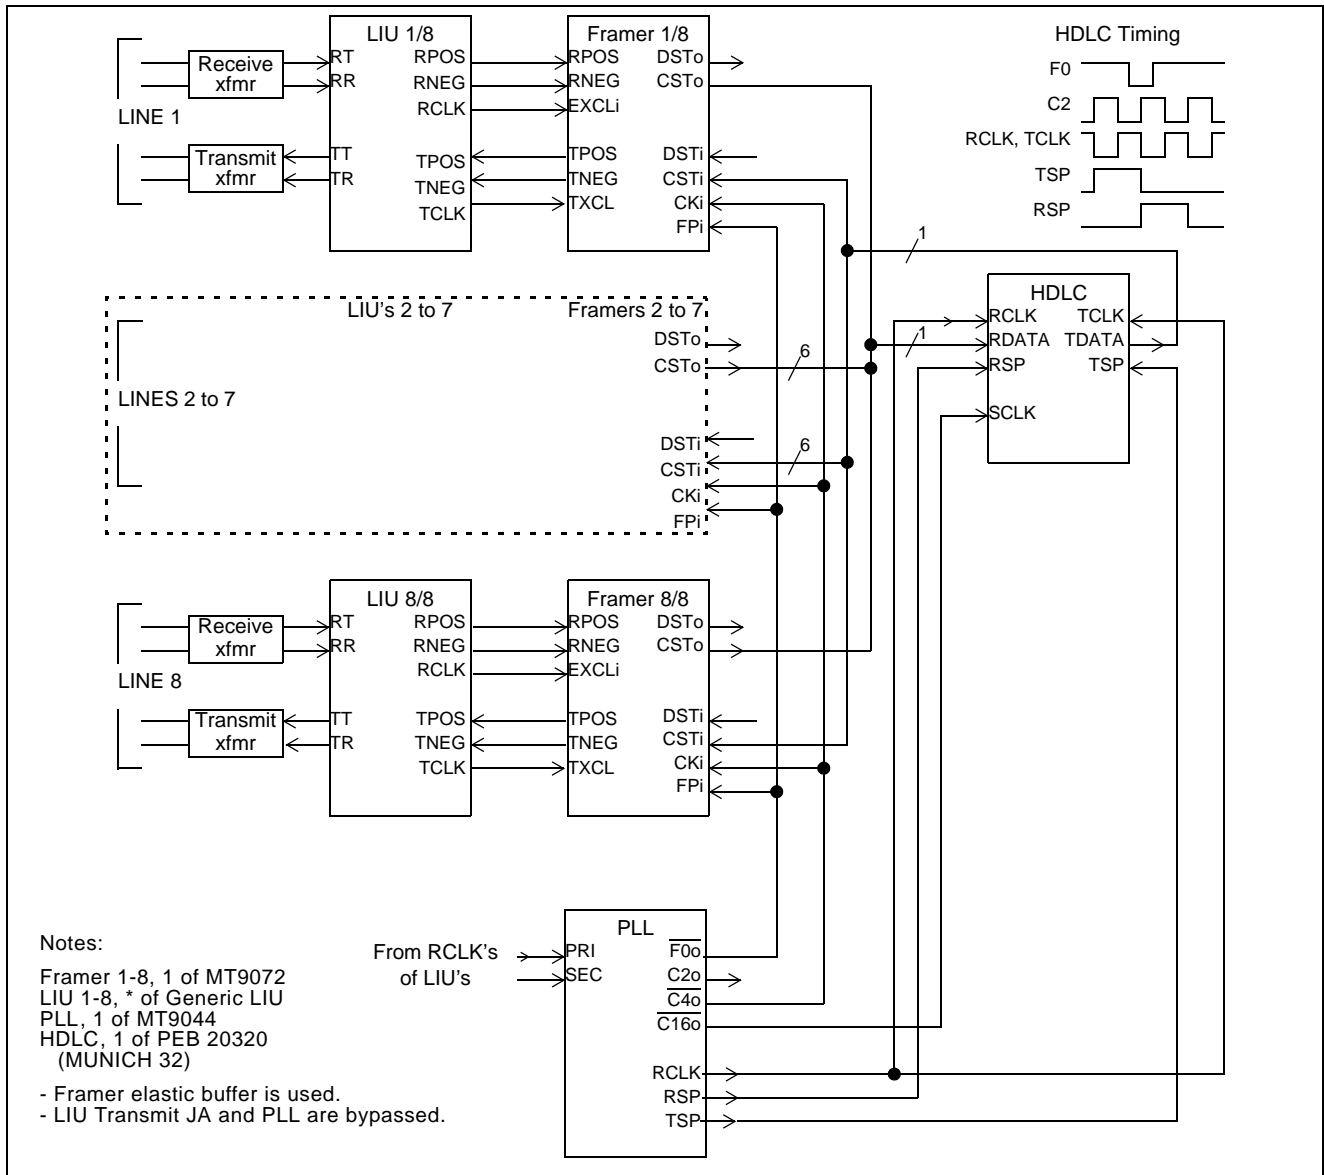 LIU 1/8
Framer 1/8
HDLC Timing
Receive
xfmr
RT
RR
RPOS
RNEG
RCLK
RPOS
RNEG
EXCLi
DSTo
CSTo
LINE 1
Transmit
xfmr
TT
TR
TPOS
TNEG
TCLK
TPOS
TNEG
TXCL
DSTi
CSTi
CKi
FPi
F0
C2
RCLK, TCLK
TSP
RSP
1
LIU's 2 to 7
Framers 2 to 7
DSTo
CSTo
6
1
LINES 2 to 7
DSTi
CSTi
CKi
FPi
6
HDLC
RCLK
RDATA
RSP
SCLK
TCLK
TDATA
TSP
LIU 8/8
Framer 8/8
Receive
xfmr
RT
RR
RPOS
RNEG
RCLK
RPOS
RNEG
EXCLi
DSTo
CSTo
LINE 8
Transmit
xfmr
TT
TR
TPOS
TNEG
TCLK
TPOS
TNEG
TXCL
DSTi
CSTi
CKi
FPi
PLL
From RCLK's
of LIU's
PRI
SEC
F0o
C2o
C4o
C16o
RCLK
RSP
TSP
Notes:
Framer 1-8, 1 of MT9072
LIU 1-8, * of Generic LIU
PLL, 1 of MT9044
HDLC, 1 of PEB 20320
(MUNICH 32)
- Framer elastic buffer is used.
- LIU Transmit JA and PLL are bypassed.